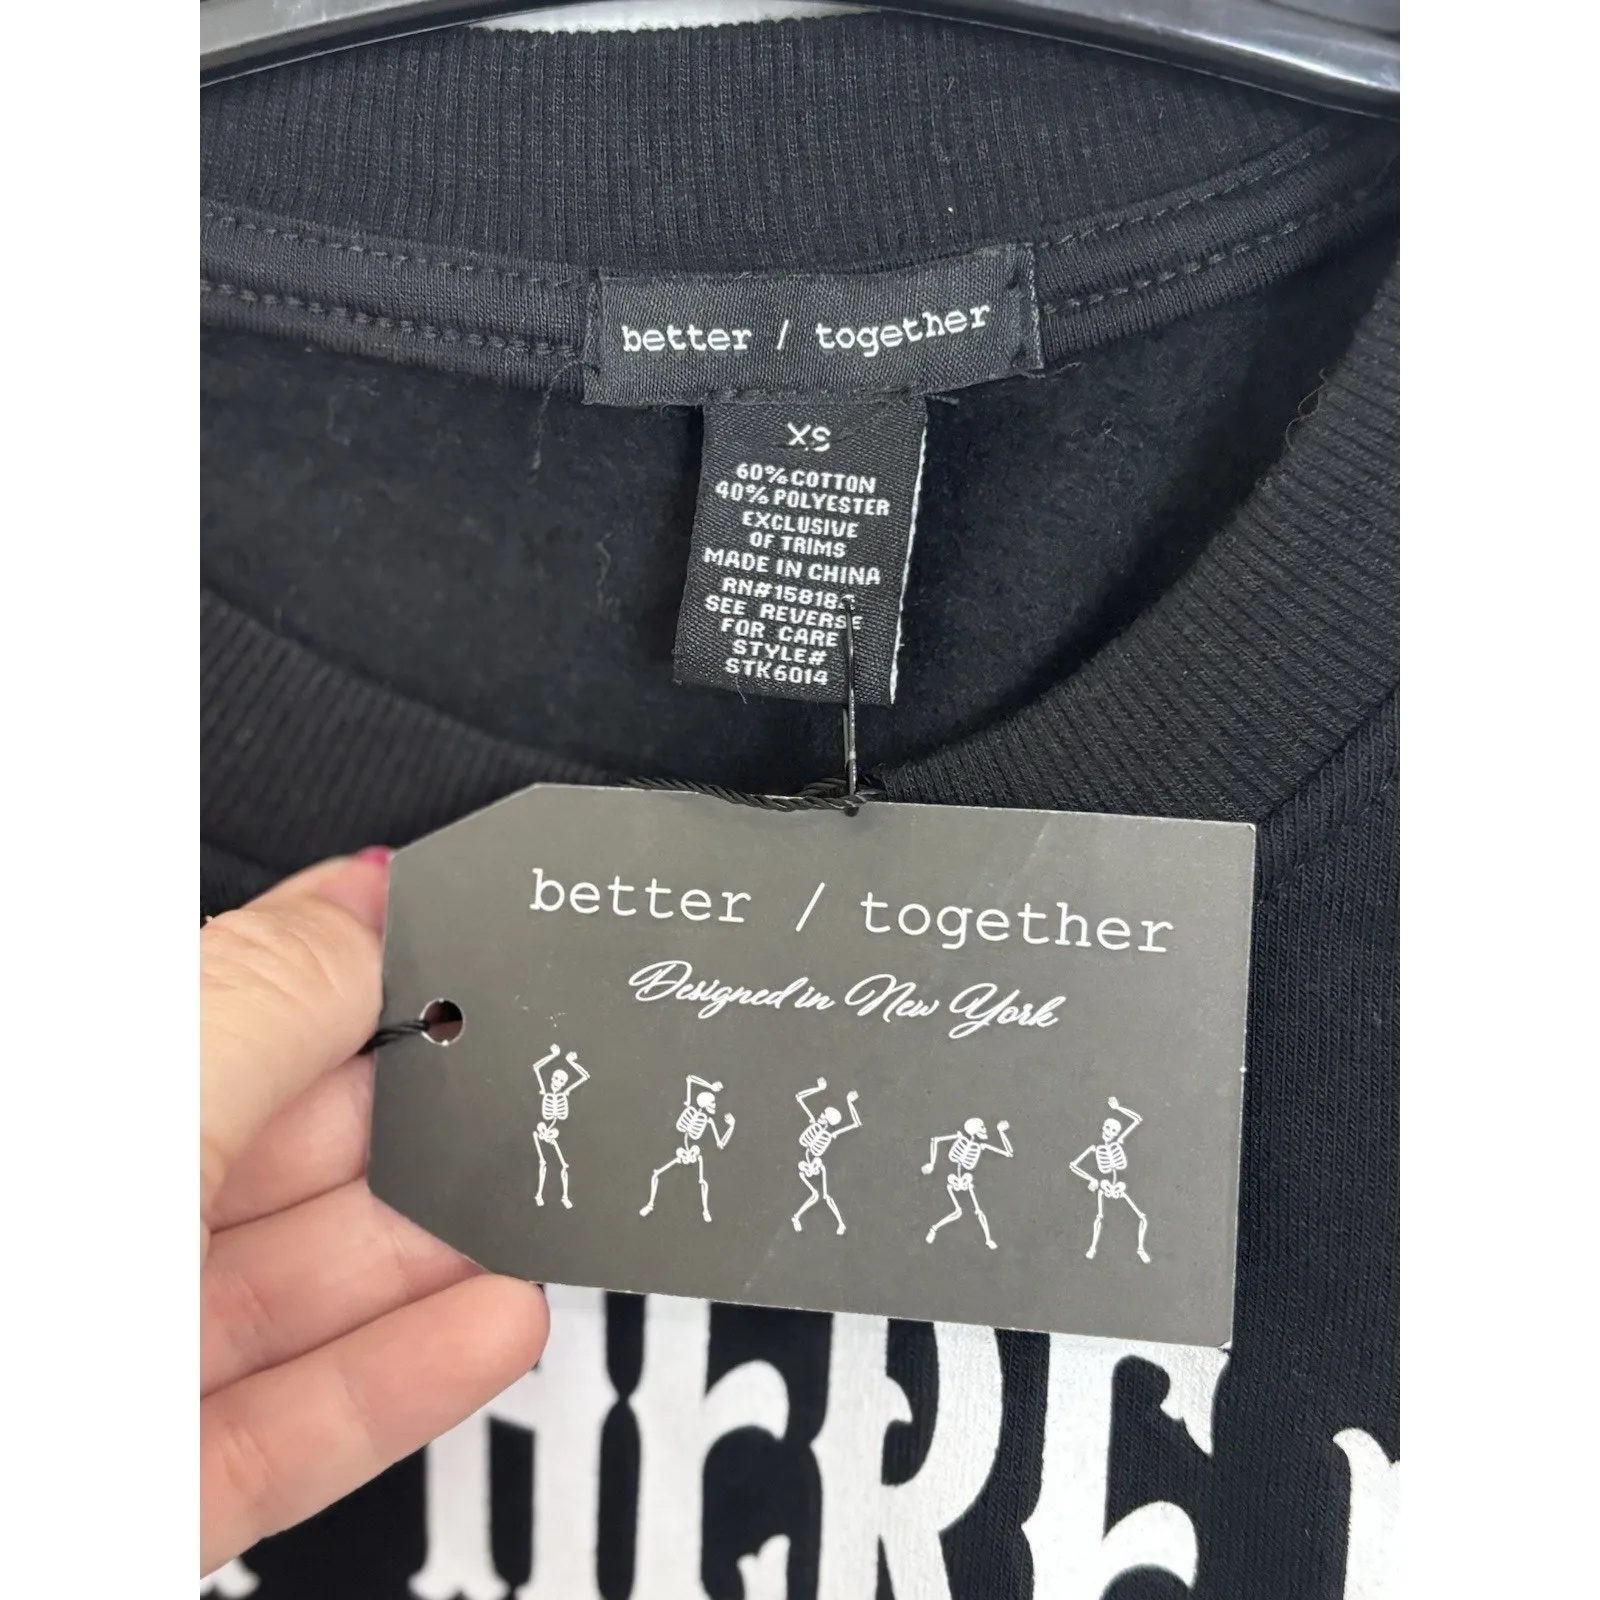 better / together
XS
60% COTTON
40% POLYESTER
EXCLUSIVE
OF TRIMS
MADE IN CHINA
SEE REVERSE
FOR CARE
STYLE#
STK6014
better / together
Designed in New York
HERE